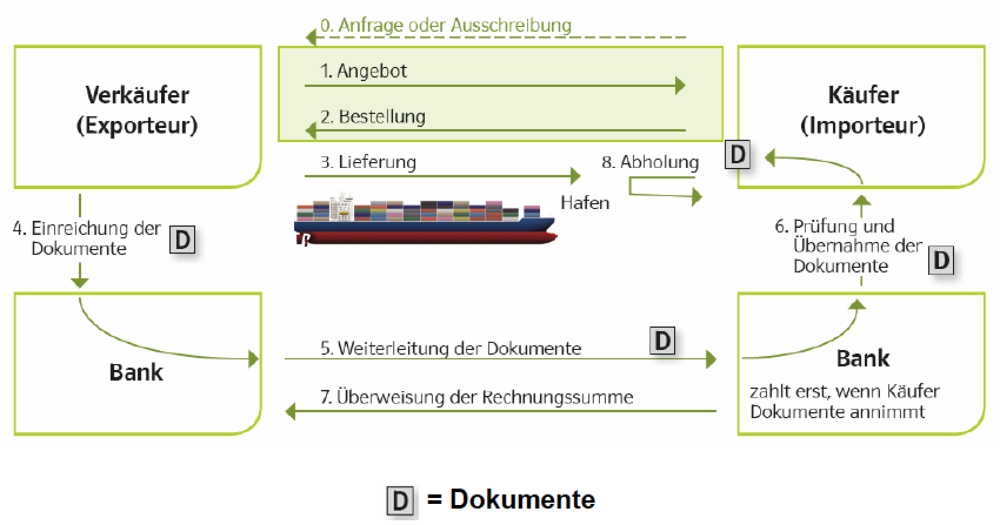 0. Anfrage oder Ausschreibung
Verkäufer
(Exporteur)
1. Angebot
2. Bestellung
Käufer
(Importeur)
D
3. Lieferung
8. Abholung
Hafen
4. Einreichung der
Dokumente
D
6. Prüfung und
Übernahme der
Dokumente
D
Bank
5. Weiterleitung der Dokumente
D
7. Überweisung der Rechnungssumme
Bank
zahlt erst, wenn Käufer
Dokumente annimmt
D = Dokumente